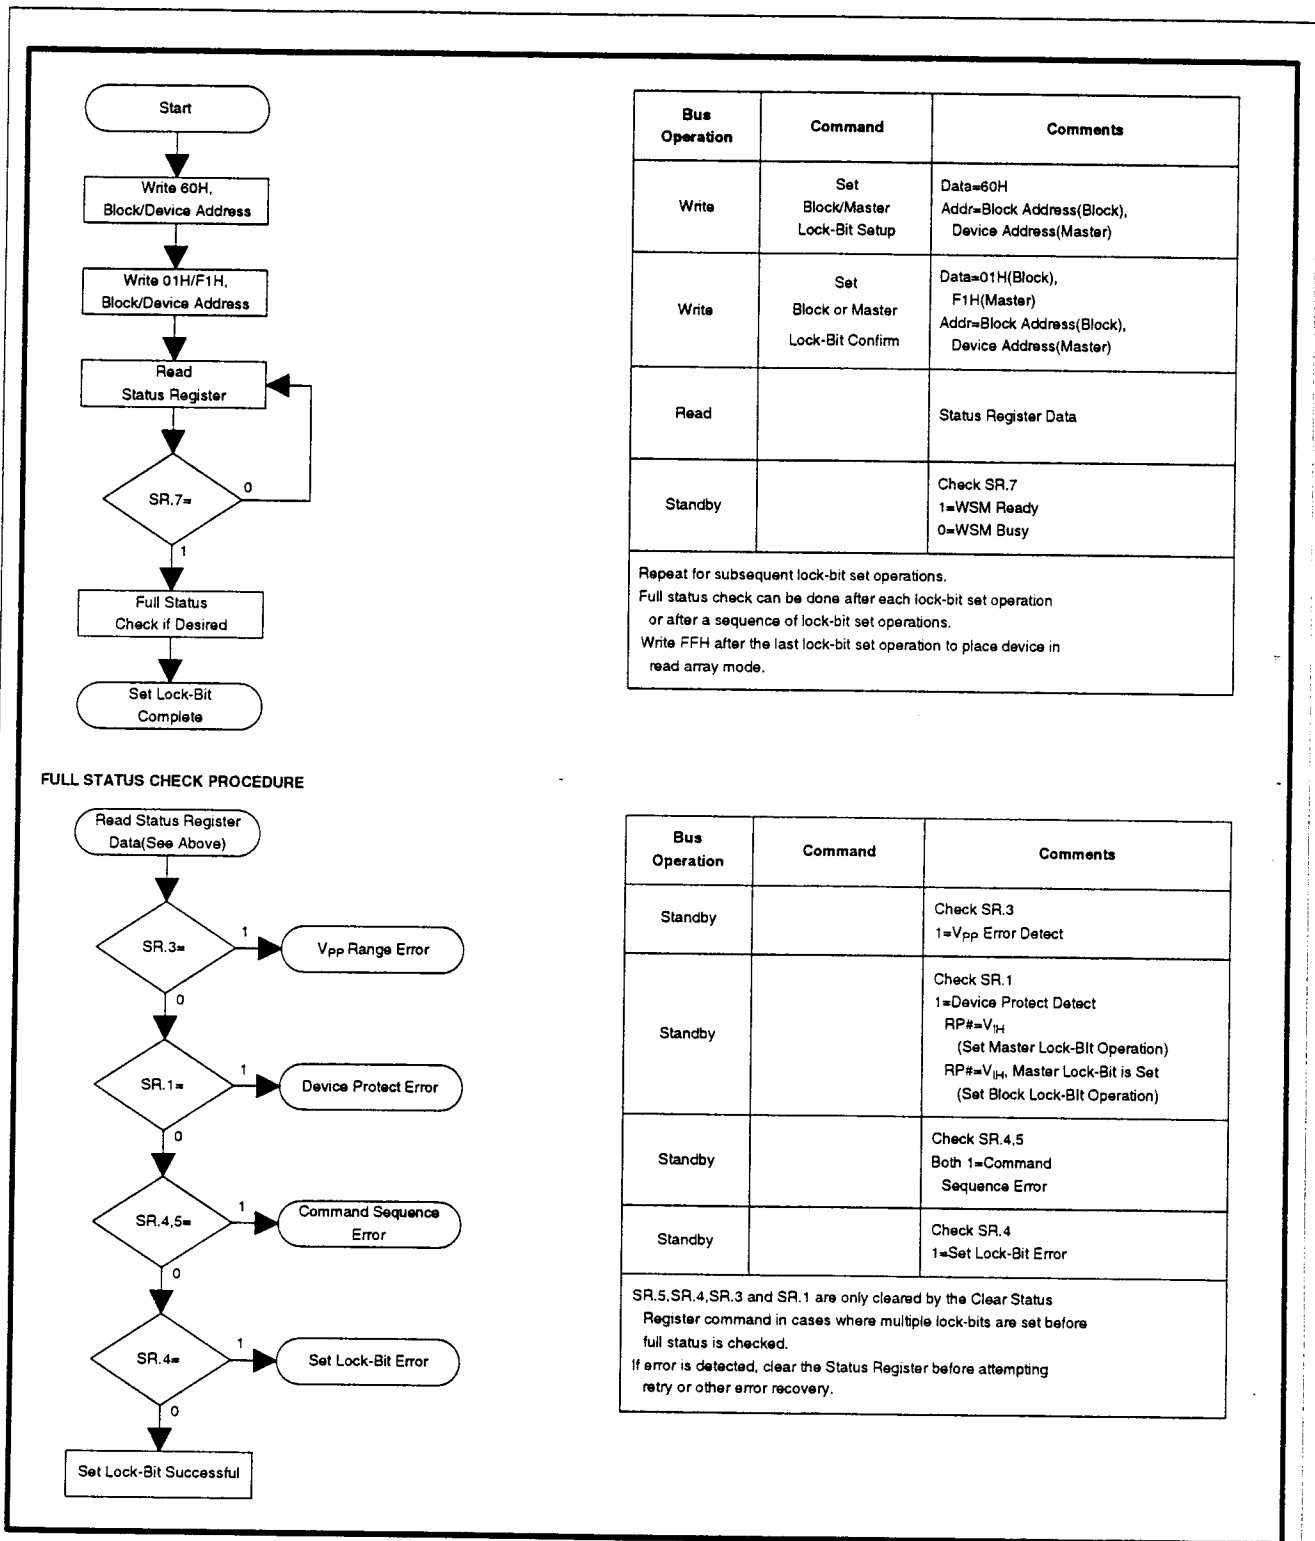 Start
Write 60H,
Block/Device Address
Write 01H/F1H,
Block/Device Address
Read
Status Register
SR.7=
0
1
Full Status
Check if Desired
Set Lock-Bit
Complete
Bus
Operation
Command
Comments
Write
Set
Block/Master
Lock-Bit Setup
Data=60H
Addr=Block Address(Block),
Device Address(Master)
Write
Set
Block or Master
Lock-Bit Confirm
Data=01H(Block),
F1H(Master)
Addr=Block Address(Block),
Device Address(Master)
Read
Status Register Data
Standby
Check SR.7
1=WSM Ready
0=WSM Busy
Repeat for subsequent lock-bit set operations.
Full status check can be done after each lock-bit set operation
or after a sequence of lock-bit set operations.
Write FFH after the last lock-bit set operation to place device in
read array mode.
FULL STATUS CHECK PROCEDURE
Read Status Register
Data(See Above)
SR.3=
1
VPP Range Error
0
SR.1=
1
Device Protect Error
0
SR.4,5=
1
Command Sequence
Error
0
SR.4=
1
Set Lock-Bit Error
0
Set Lock-Bit Successful
Bus
Operation
Command
Comments
Standby
Check SR.3
1=VPP Error Detect
Standby
Check SR.1
1=Device Protect Detect
RP#=VIH
(Set Master Lock-Bit Operation)
RP#=VIH, Master Lock-Bit is Set
(Set Block Lock-Bit Operation)
Standby
Check SR.4,5
Both 1=Command
Sequence Error
Standby
Check SR.4
1=Set Lock-Bit Error
SR.5,SR.4,SR.3 and SR.1 are only cleared by the Clear Status
Register command in cases where multiple lock-bits are set before
full status is checked.
If error is detected, clear the Status Register before attempting
retry or other error recovery.